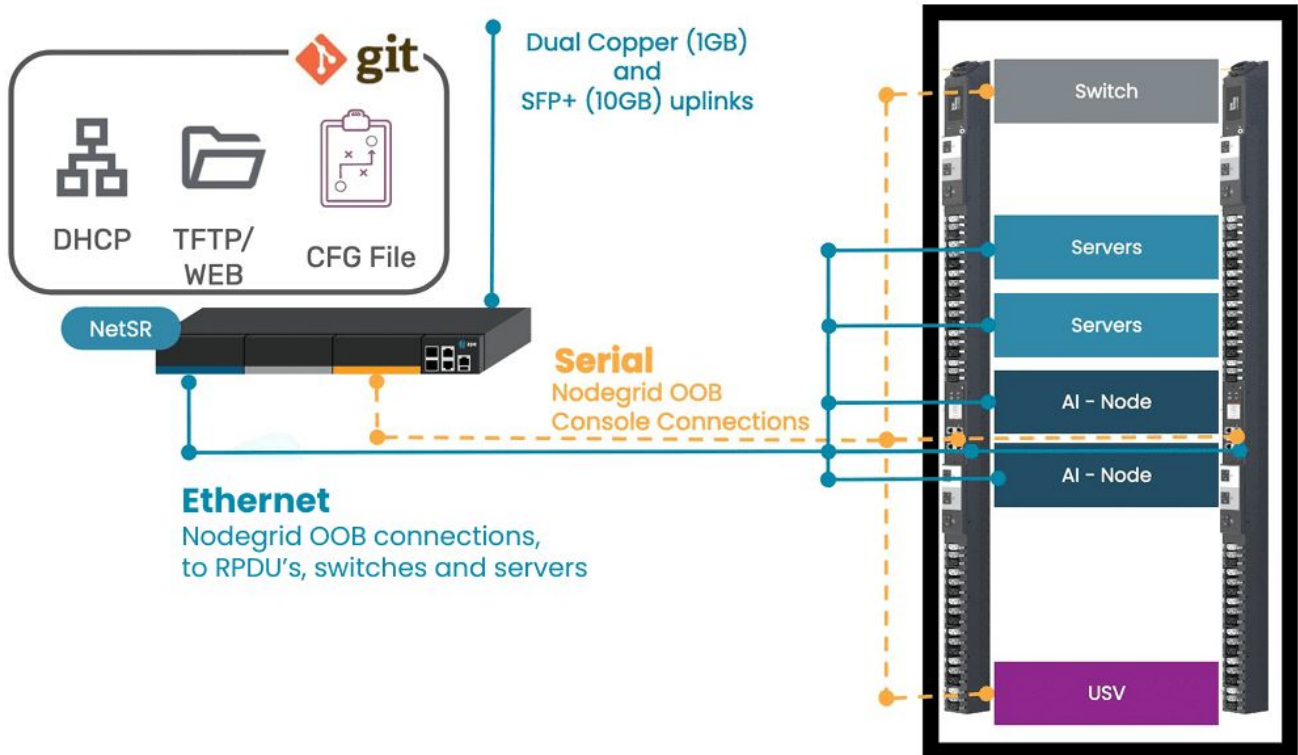 git
DHCP
TFTP/
WEB
CFG File
NetSR
Dual Copper (1GB)
and
SFP+ (10GB) uplinks
Serial
Nodegrid OOB
Console Connections
Ethernet
Nodegrid OOB connections,
to RPDU's, switches and servers
Switch
Servers
Servers
AI - Node
AI - Node
USV